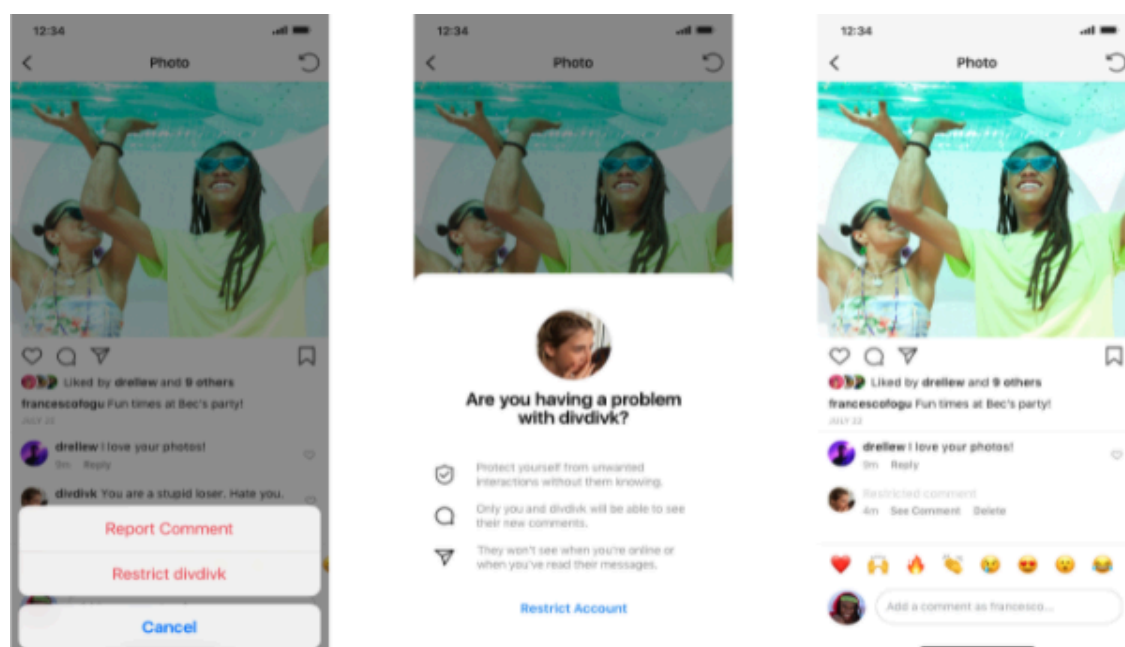 12:34
Photo
Liked by drellew and 9 others
francescofogu Fun times at Bec's party!
JULY 22
drellew I love your photos!
9m Reply
divdivk You are a stupid loser. Hate you.
Report Comment
Restrict divdivk
Cancel
12:34
Photo
Are you having a problem
with divdivk?
Protect yourself from unwanted
interactions without them knowing.
Only you and divdivk will be able to see
their new comments.
They won't see when you're online or
when you've read their messages.
Restrict Account
12:34
Photo
Liked by drellew and 9 others
francescofogu Fun times at Bec's party!
JULY 22
drellew I love your photos!
9m Reply
Restricted comment
4m See Comment Delete
Add a comment as francesco...